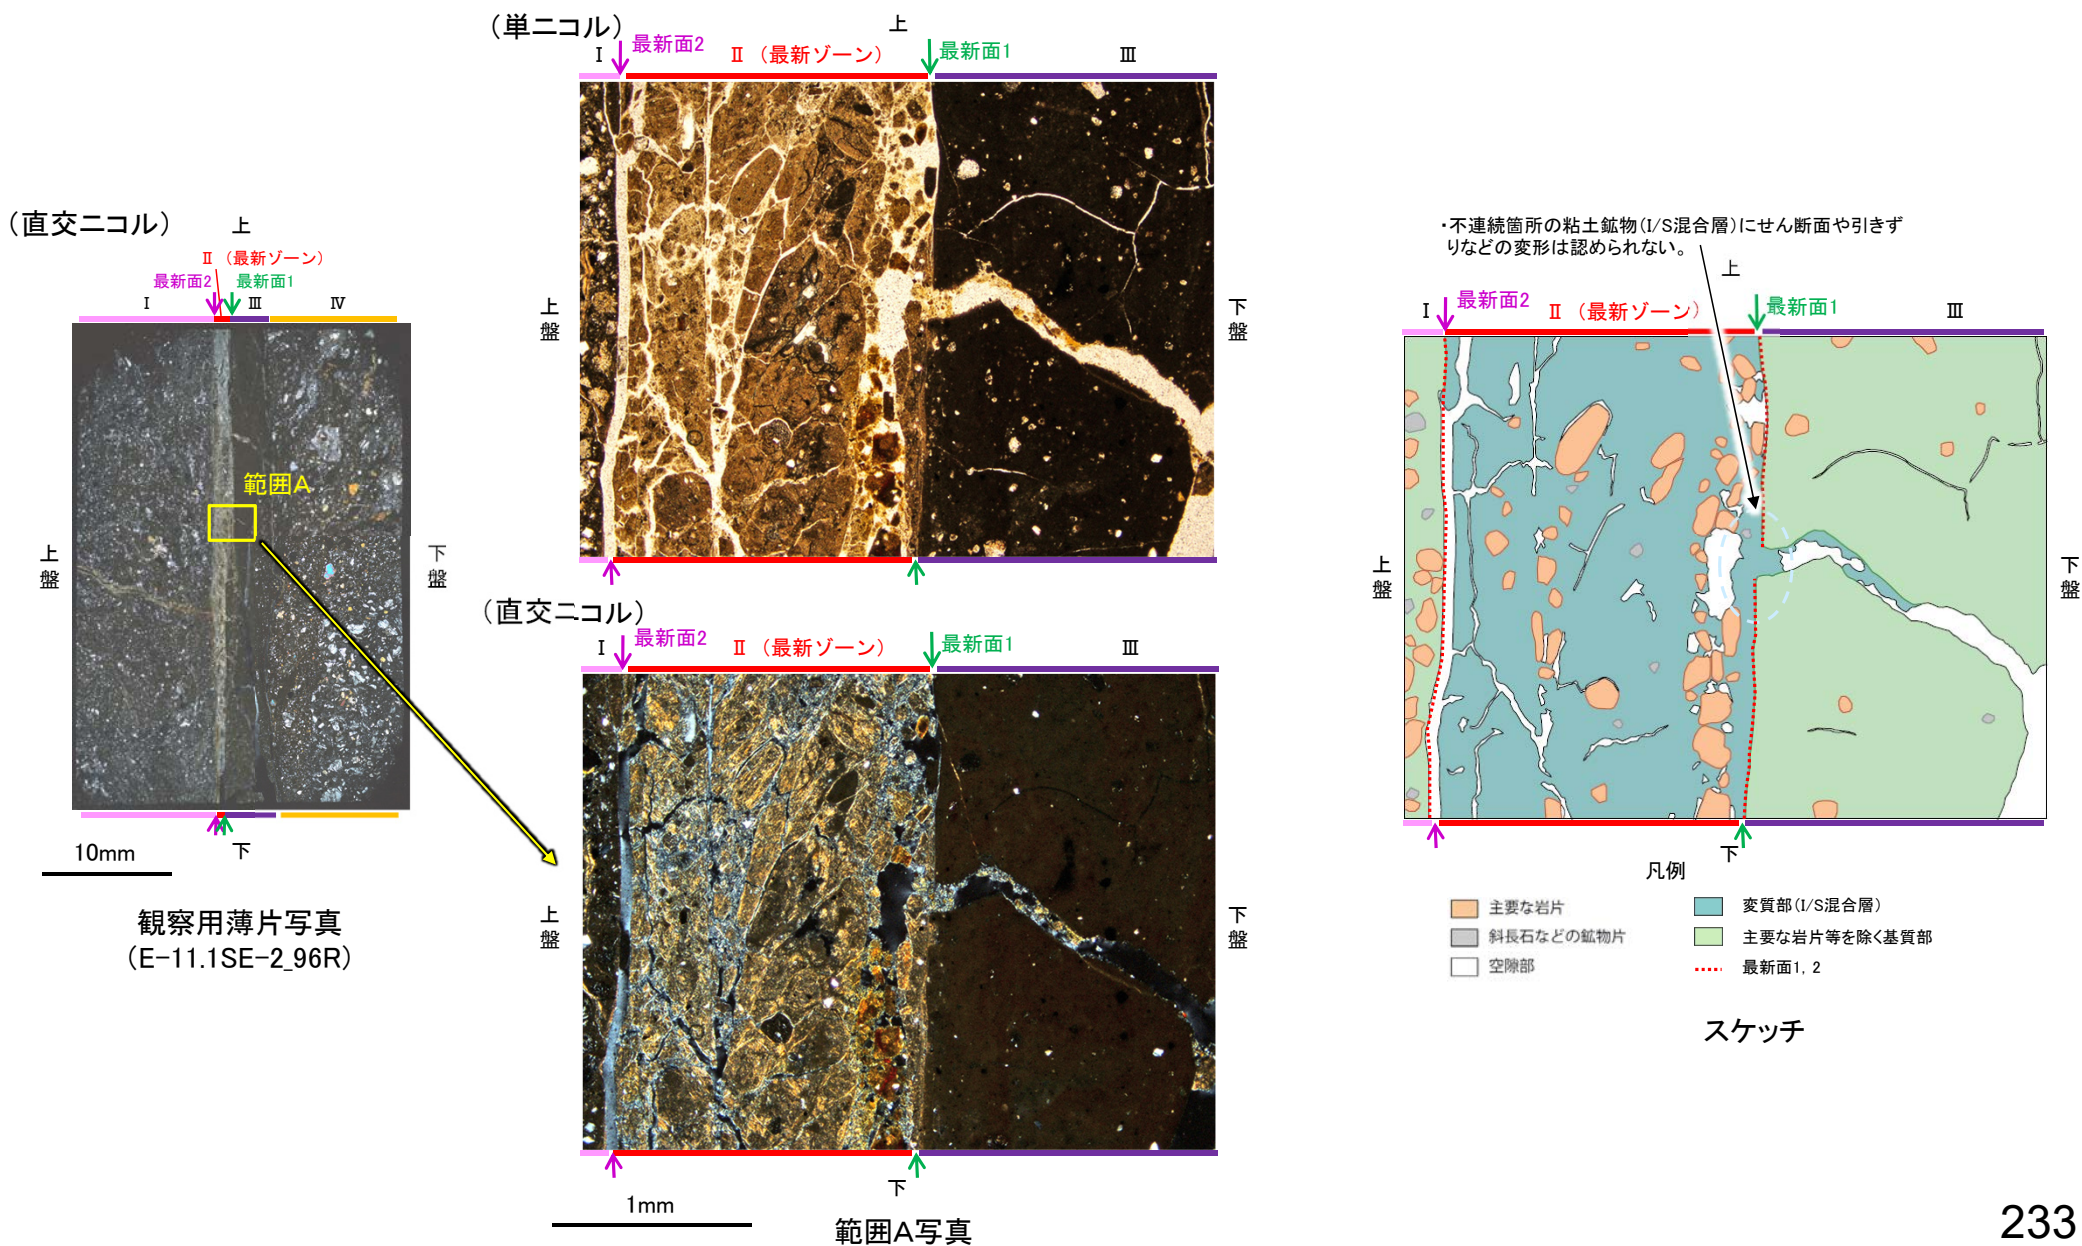 （直交ニコル）
上
Ⅱ （最新ゾーン）
最新面2
最新面1
Ⅰ
Ⅲ
Ⅳ
範囲A
上盤
下盤
10mm
下
観察用薄片写真
（E-11.1SE-2_96R）
（単ニコル）
上
Ⅰ
最新面2
Ⅱ （最新ゾーン）
最新面1
Ⅲ
上盤
下盤
（直交ニコル）
Ⅰ
最新面2
Ⅱ （最新ゾーン）
最新面1
Ⅲ
上盤
下盤
下
1mm
範囲A写真
・不連続箇所の粘土鉱物（I/S混合層）にせん断面や引きず
りなどの変形は認められない。
上
Ⅰ
最新面2
Ⅱ （最新ゾーン）
最新面1
Ⅲ
上盤
下盤
下
凡例
主要な岩片
変質部（I/S混合層）
斜長石などの鉱物片
主要な岩片等を除く基質部
空隙部
最新面1, 2
スケッチ
233